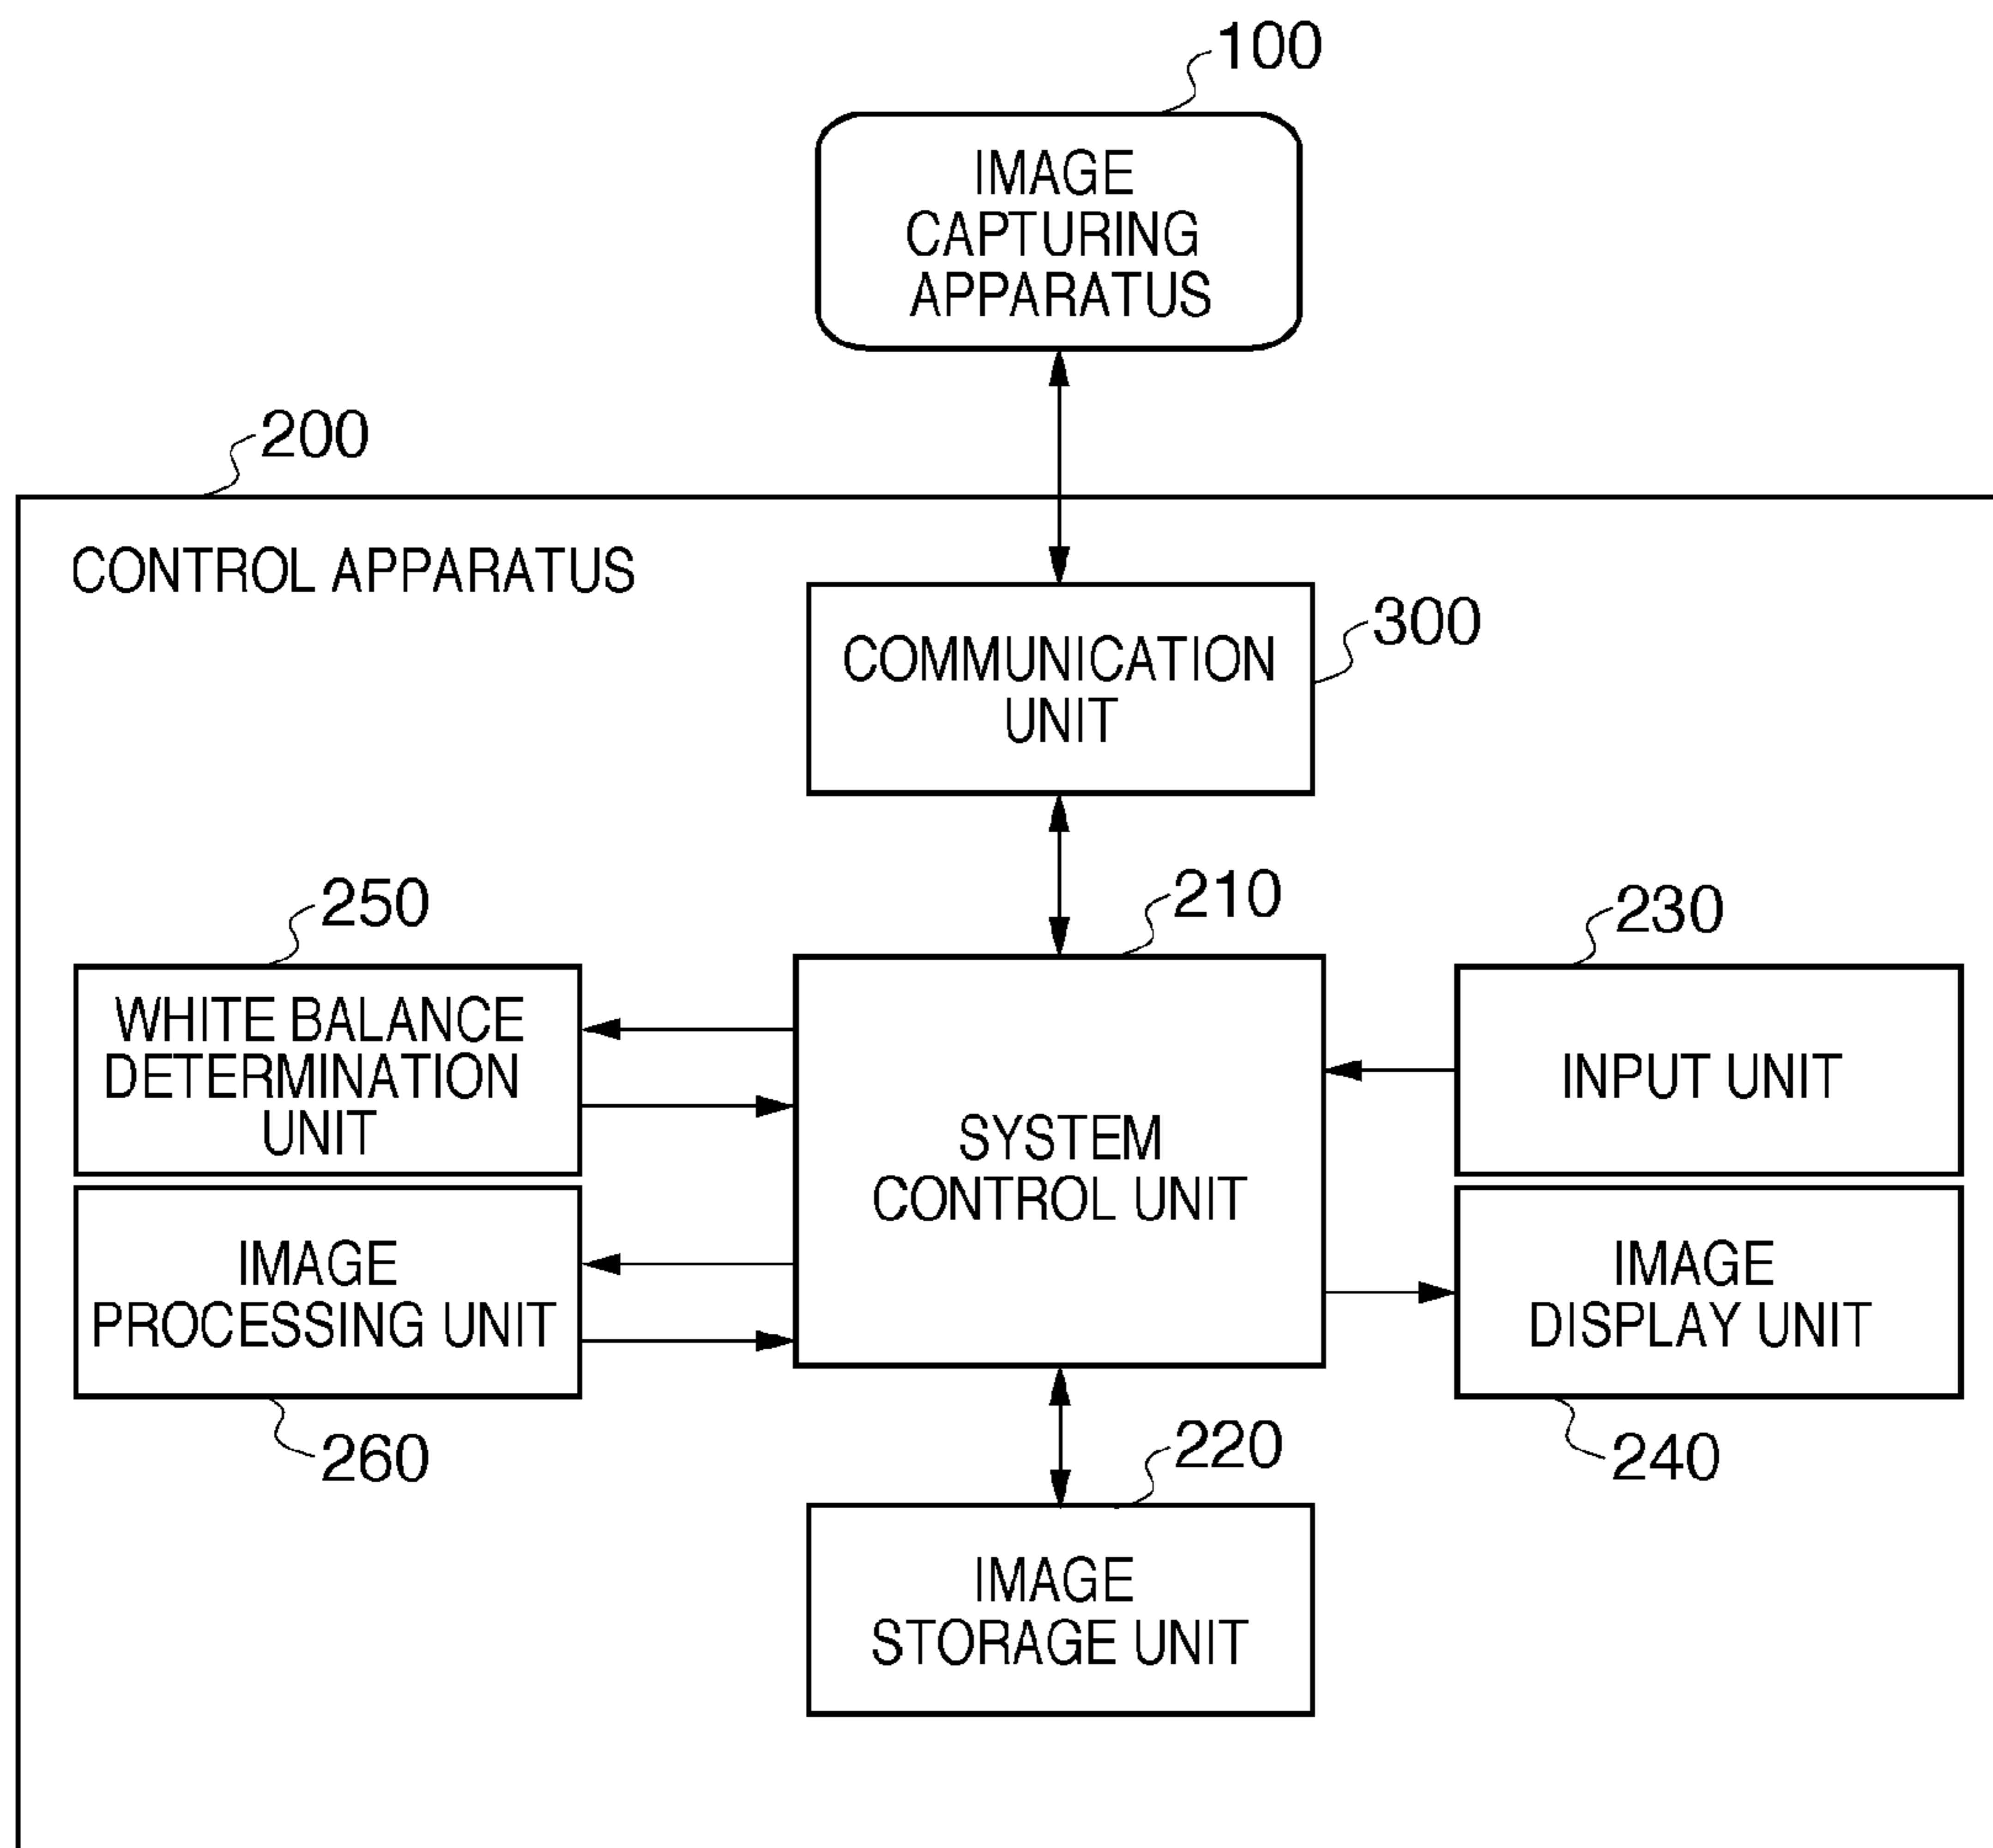 100
IMAGE
CAPTURING
APPARATUS
200
CONTROL APPARATUS
300
COMMUNICATION
UNIT
250
210
230
WHITE BALANCE
DETERMINATION
UNIT
SYSTEM
CONTROL UNIT
INPUT UNIT
IMAGE
PROCESSING UNIT
IMAGE
DISPLAY UNIT
260
220
240
IMAGE
STORAGE UNIT